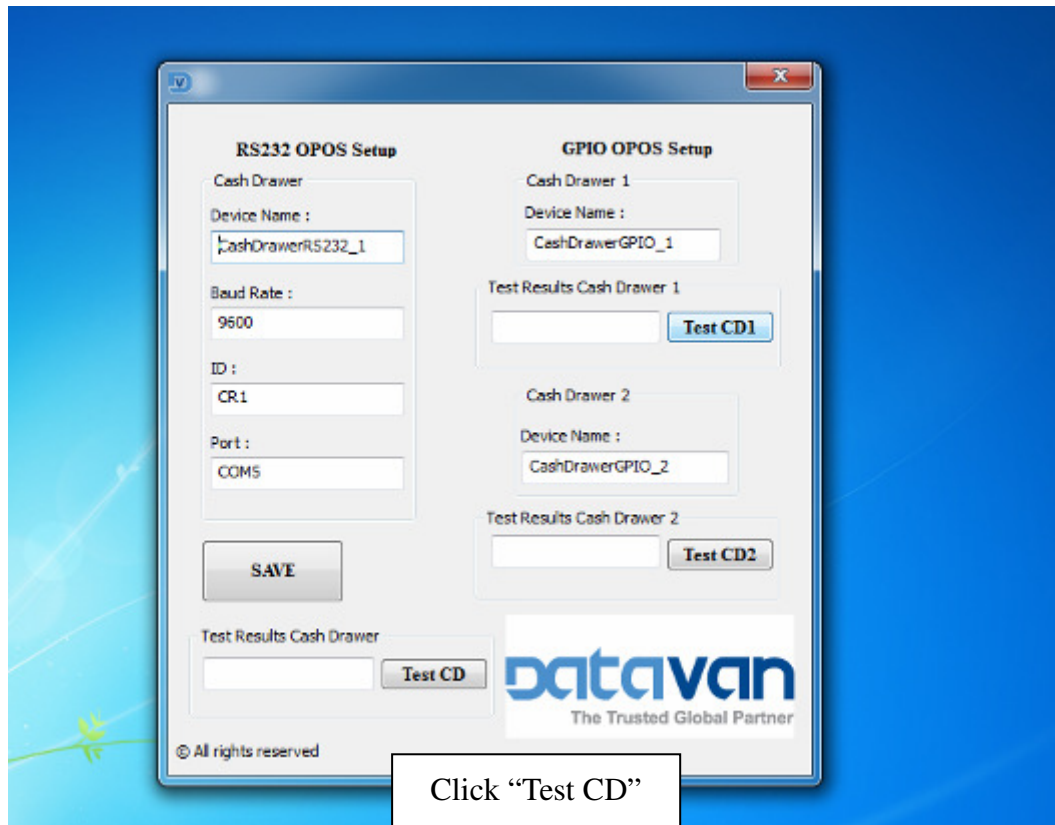 RS232 OPOS Setup
Cash Drawer
Device Name :
CashDrawerRS232_1
Baud Rate :
9600
ID :
CR1
Port :
COM5
SAVE
Test Results Cash Drawer
Test CD
© All rights reserved
GPIO OPOS Setup
Cash Drawer 1
Device Name :
CashDrawerGPIO_1
Test Results Cash Drawer 1
Test CD1
Cash Drawer 2
Device Name :
CashDrawerGPIO_2
Test Results Cash Drawer 2
Test CD2
DATAVAN
The Trusted Global Partner
Click “Test CD”